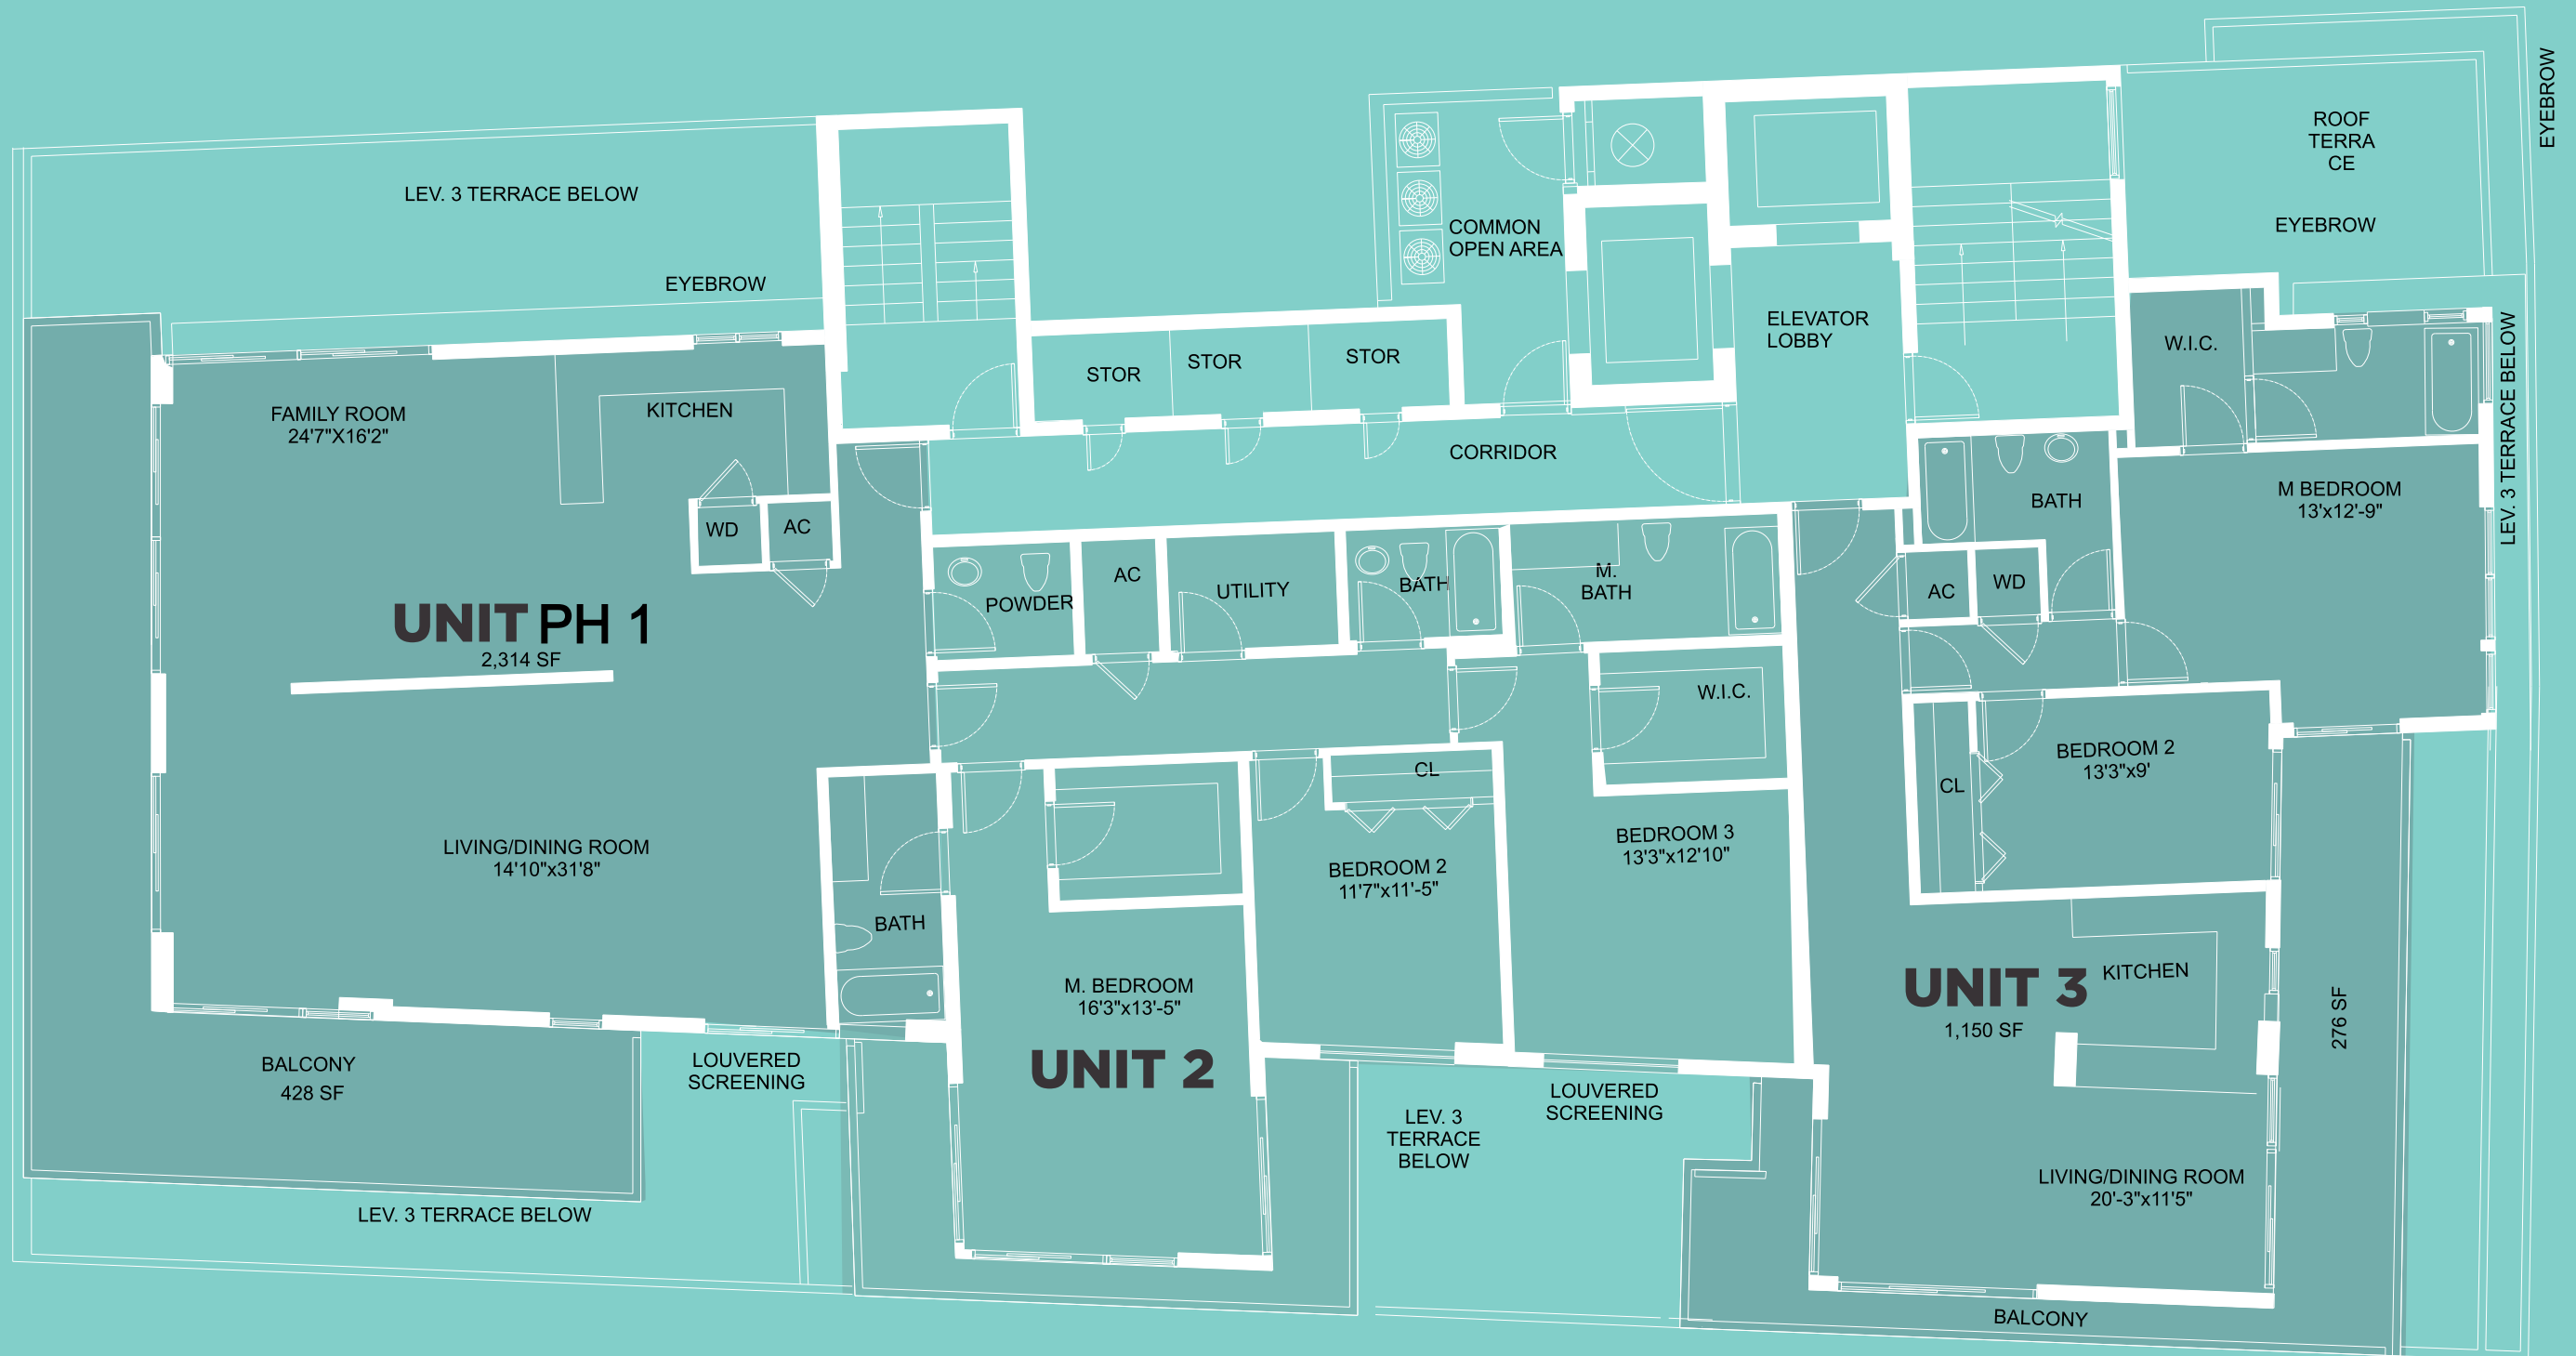 EYEBROW
ROOF
TERRA
CE
EYEBROW
LEV. 3 TERRACE BELOW
EYEBROW
COMMON
OPEN AREA
ELEVATOR
LOBBY
STOR
STOR
STOR
W.I.C.
LEV. 3 TERRACE BELOW
FAMILY ROOM
24'7"X16'2"
KITCHEN
CORRIDOR
WD
AC
BATH
M BEDROOM
13'x12'-9"
UNIT PH 1
2,314 SF
POWDER
AC
UTILITY
BATH
M.
BATH
AC
WD
W.I.C.
BEDROOM 2
13'3"x9'
CL
CL
LIVING/DINING ROOM
14'10"x31'8"
BATH
BEDROOM 2
11'7"x11'-5"
BEDROOM 3
13'3"x12'10"
M. BEDROOM
16'3"x13'-5"
UNIT 2
UNIT 3
1,150 SF
KITCHEN
276 SF
BALCONY
428 SF
LOUVERED
SCREENING
LEV. 3
TERRACE
BELOW
LOUVERED
SCREENING
LIVING/DINING ROOM
20'-3"x11'5"
LEV. 3 TERRACE BELOW
BALCONY